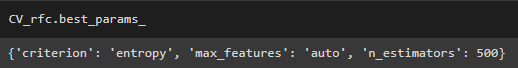 CV_rfc.best_params_
{'criterion': 'entropy', 'max_features': 'auto', 'n_estimators': 500}